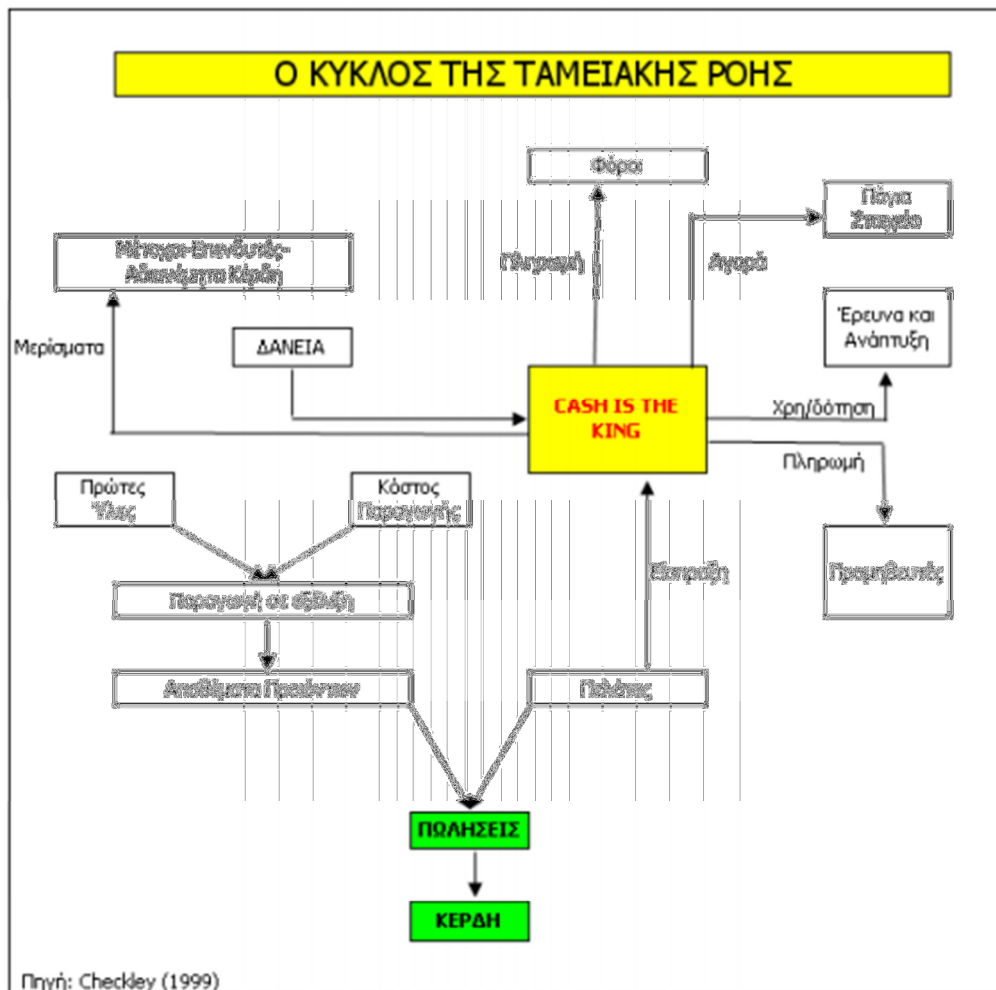 Ο ΚΥΚΛΟΣ ΤΗΣ ΤΑΜΕΙΑΚΗΣ ΡΟΗΣ
Φόροι
Πάγια
Στοιχεία
Μέτοχοι-Επενδυτές-
Αδιανέμητα Κέρδη
Πληρωμή
Αγορά
Έρευνα και
Ανάπτυξη
Μερίσματα
ΔΑΝΕΙΑ
CASH IS THE
KING
Χρη/δότηση
Πληρωμή
Πρώτες
Ύλες
Κόστος
Παραγωγής
Είσπραξη
Προμηθευτές
Παραγωγή σε εξέλιξη
Αποθέματα Προϊόντων
Πελάτες
ΠΩΛΗΣΕΙΣ
ΚΕΡΔΗ
Πηγή: Checkley (1999)